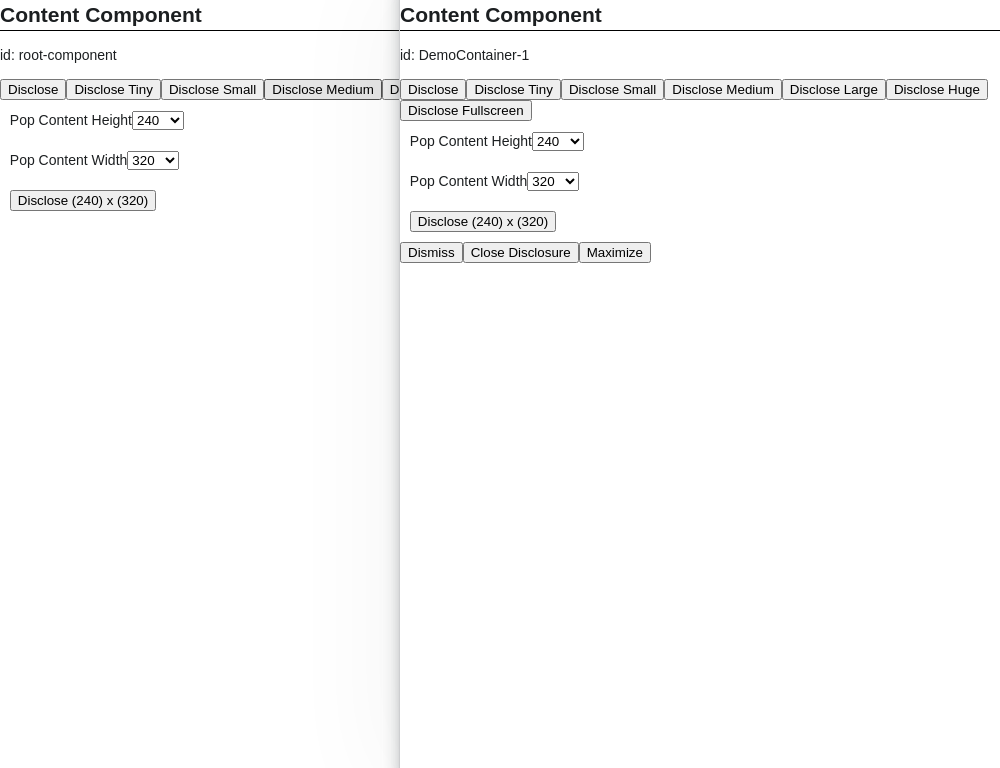 Content Component
id: root-component
Disclose Disclose Tiny Disclose Small Disclose Medium D
Pop Content Height 240
Pop Content Width 320
Disclose (240) x (320)
Content Component
id: DemoContainer-1
Disclose Disclose Tiny Disclose Small Disclose Medium Disclose Large Disclose Huge
Disclose Fullscreen
Pop Content Height 240
Pop Content Width 320
Disclose (240) x (320)
Dismiss Close Disclosure Maximize